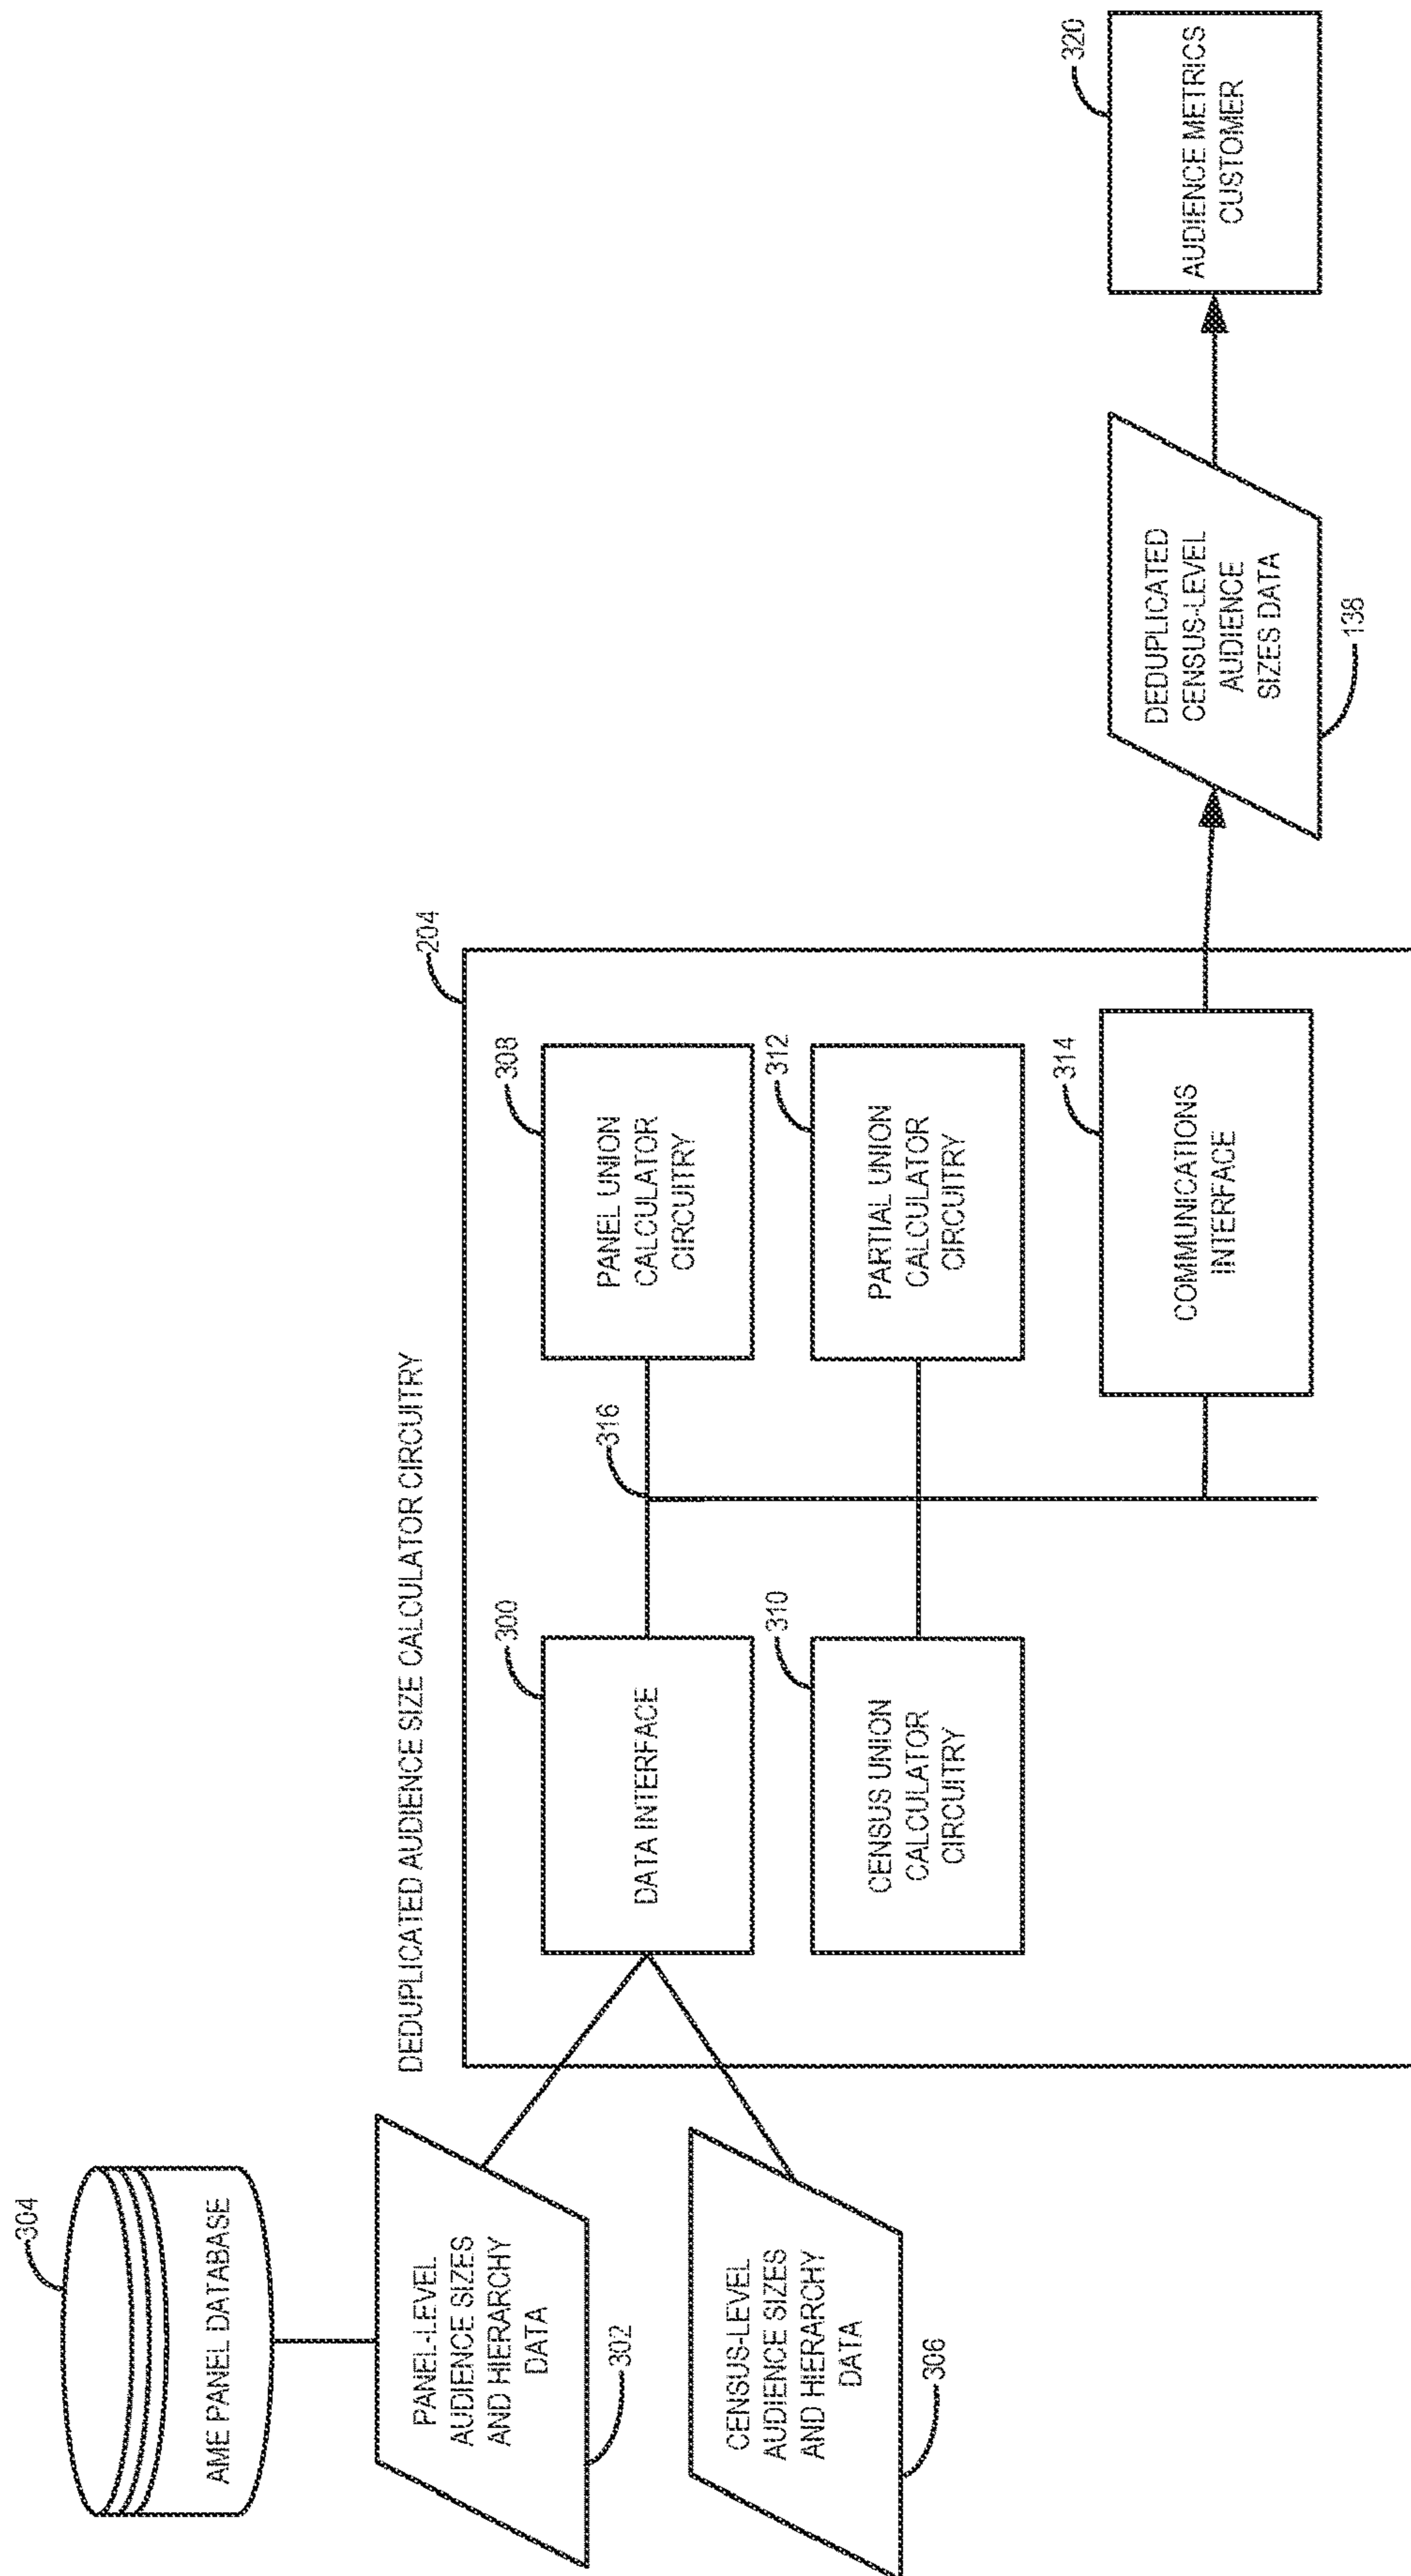 304
AME PANEL DATABASE
PANEL-LEVEL
AUDIENCE SIZES
AND HIERARCHY
DATA
302
CENSUS-LEVEL
AUDIENCE SIZES
AND HIERARCHY
DATA
306
DEDUPLICATED AUDIENCE SIZE CALCULATOR CIRCUITRY
204
300
DATA INTERFACE
316
308
PANEL UNION
CALCULATOR
CIRCUITRY
310
CENSUS UNION
CALCULATOR
CIRCUITRY
312
PARTIAL UNION
CALCULATOR
CIRCUITRY
314
COMMUNICATIONS
INTERFACE
DEDUPLICATED
CENSUS-LEVEL
AUDIENCE
SIZES DATA
138
320
AUDIENCE METRICS
CUSTOMER